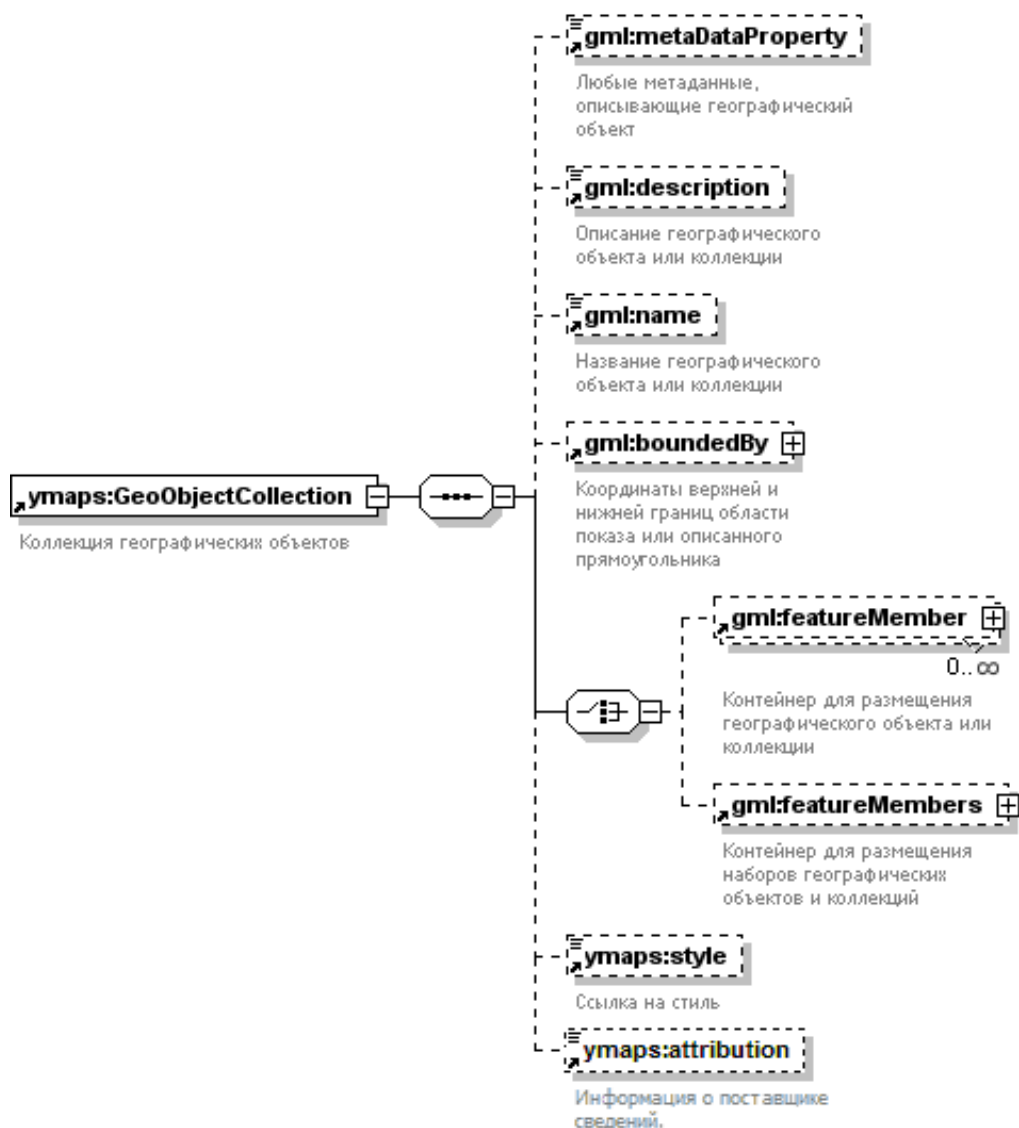 gml:metaDataProperty
Любые метаданные,
описывающие географический
объект
gml:description
Описание географического
объекта или коллекции
gml:name
Название географического
объекта или коллекции
gml:boundedBy
Координаты верхней и
нижней границ области
показа или описанного
прямоугольника
ymaps:GeoObjectCollection
Коллекция географических объектов
gml:featureMember
0..∞
Контейнер для размещения
географического объекта или
коллекции
gml:featureMembers
Контейнер для размещения
наборов географических
объектов и коллекций
ymaps:style
Ссылка на стиль
ymaps:attribution
Информация о поставщике
сведений.